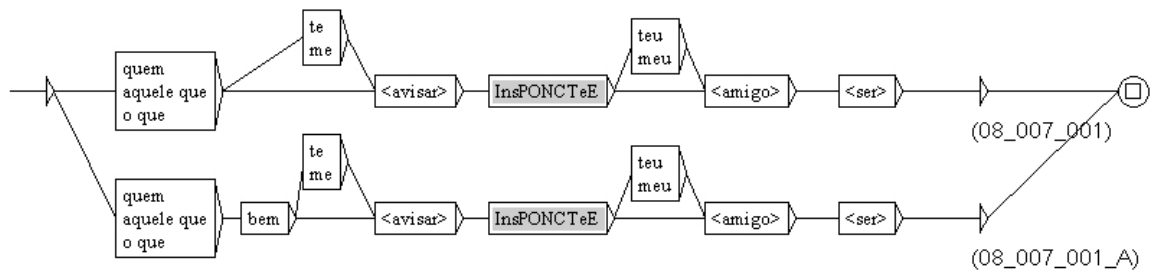 te
me
teu
meu
quem
aquele que
o que
<avisar>
InsPONCTeE
<amigo>
<ser>
(08_007_001)
te
me
teu
meu
quem
aquele que
o que
bem
<avisar>
InsPONCTeE
<amigo>
<ser>
(08_007_001_A)